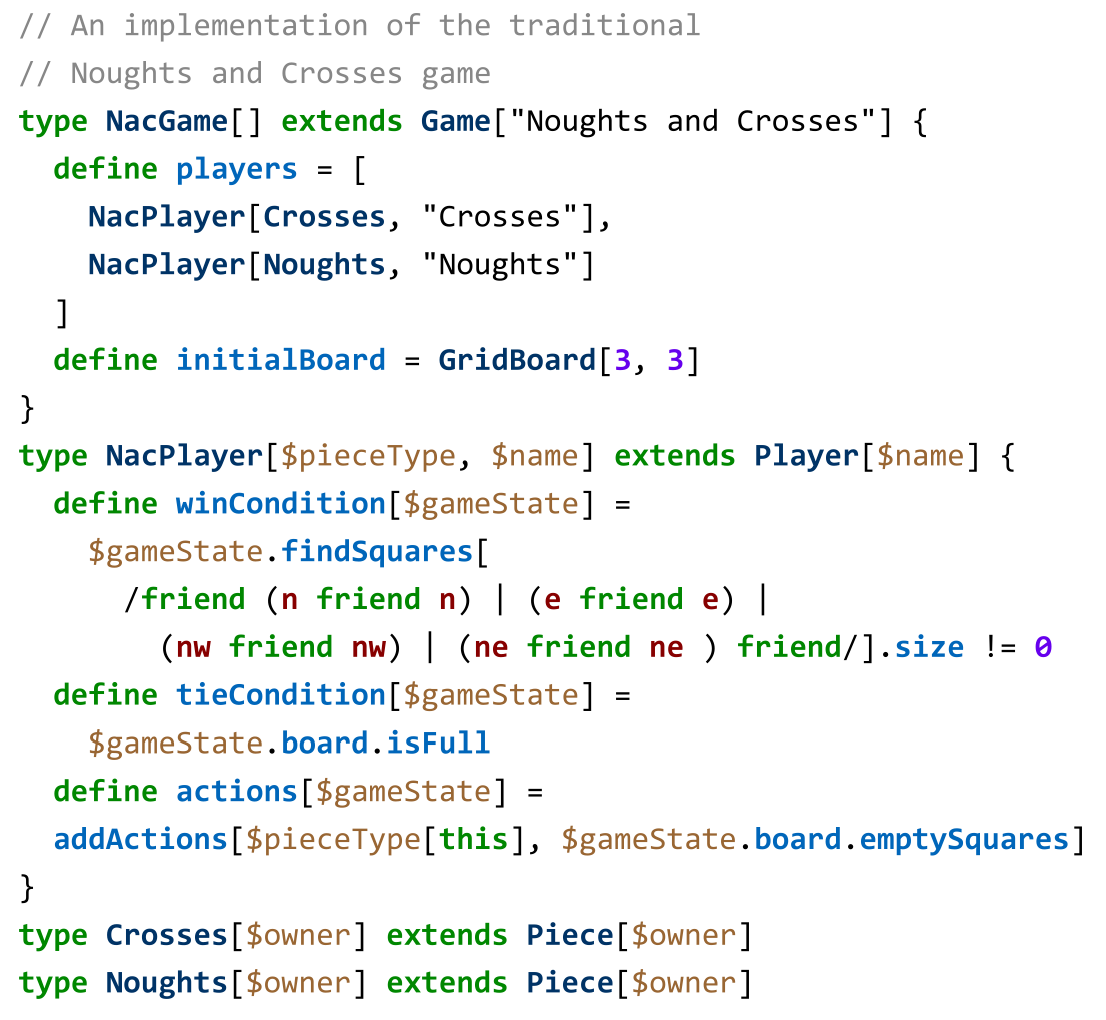 // An implementation of the traditional
// Noughts and Crosses game
type NacGame[] extends Game["Noughts and Crosses"] {
  define players = [
    NacPlayer[Crosses, "Crosses"],
    NacPlayer[Noughts, "Noughts"]
  ]
  define initialBoard = GridBoard[3, 3]
}
type NacPlayer[$pieceType, $name] extends Player[$name] {
  define winCondition[$gameState] =
    $gameState.findSquares[
      /friend (n friend n) | (e friend e) |
        (nw friend nw) | (ne friend ne ) friend/].size != 0
  define tieCondition[$gameState] =
    $gameState.board.isFull
  define actions[$gameState] =
  addActions[$pieceType[this], $gameState.board.emptySquares]
}
type Crosses[$owner] extends Piece[$owner]
type Noughts[$owner] extends Piece[$owner]